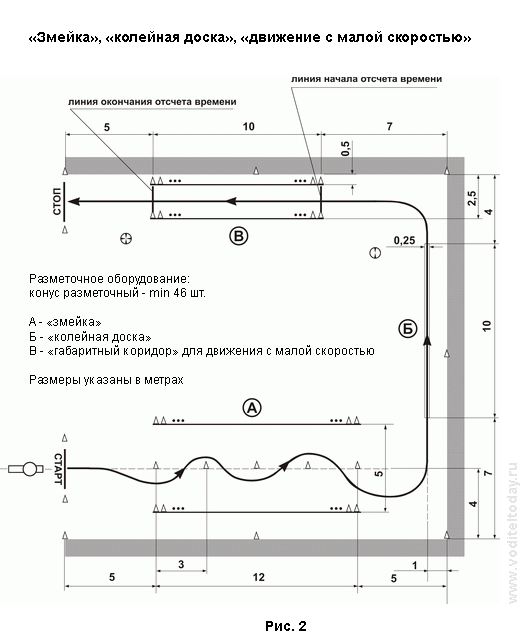 «Змейка», «колейная доска», «движение с малой скоростью»
линия начала отсчета времени
линия окончания отсчета времени
5
10
7
0,5
СТОП
2,5
4
В
0,25
Разметочное оборудование:
конус разметочный - min 46 шт.
А - «змейка»
Б - «колейная доска»
В - «габаритный коридор» для движения с малой скоростью
Размеры указаны в метрах
Б
10
А
СТАРТ
5
4
7
3
1
5
12
5
www.voditeltoday.ru
Рис. 2